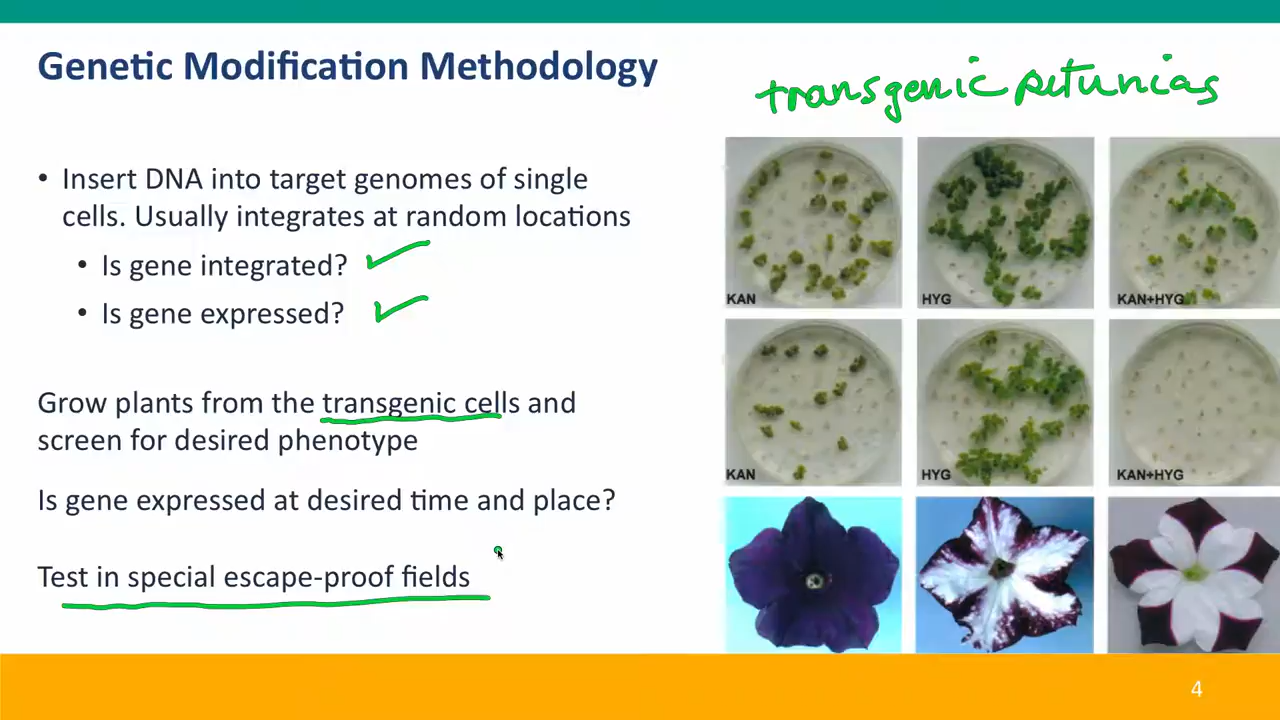 Genetic Modification Methodology
transgenic petunias
• Insert DNA into target genomes of single
cells. Usually integrates at random locations
• Is gene integrated?
• Is gene expressed?
Grow plants from the transgenic cells and
screen for desired phenotype
Is gene expressed at desired time and place?
Test in special escape-proof fields
KAN
HYG
KAN+HYG
KAN
HYG
KAN+HYG
4